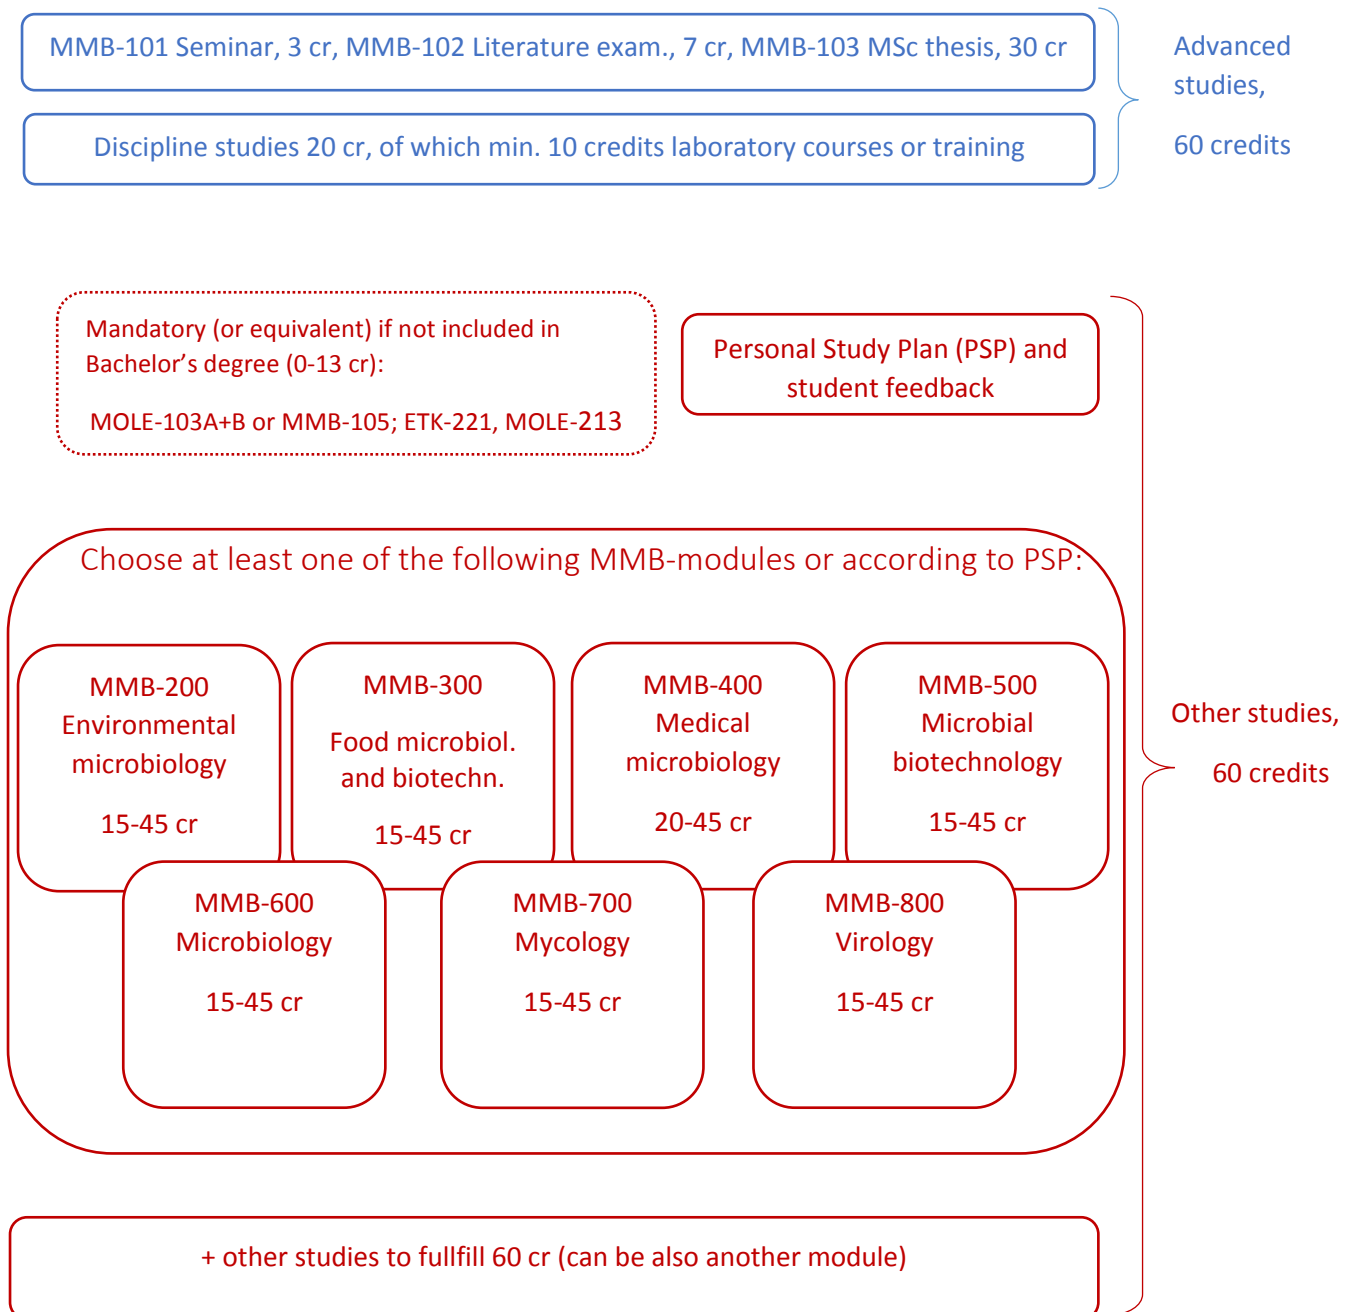 MMB-101 Seminar, 3 cr, MMB-102 Literature exam., 7 cr, MMB-103 MSc thesis, 30 cr
Discipline studies 20 cr, of which min. 10 credits laboratory courses or training
Advanced
studies,
60 credits
Mandatory (or equivalent) if not included in
Bachelor’s degree (0-13 cr):
MOLE-103A+B or MMB-105; ETK-221, MOLE-213
Personal Study Plan (PSP) and
student feedback
Choose at least one of the following MMB-modules or according to PSP:
MMB-200
Environmental
microbiology
15-45 cr
MMB-300
Food microbiol.
and biotechn.
15-45 cr
MMB-400
Medical
microbiology
20-45 cr
MMB-500
Microbial
biotechnology
15-45 cr
MMB-600
Microbiology
15-45 cr
MMB-700
Mycology
15-45 cr
MMB-800
Virology
15-45 cr
Other studies,
60 credits
+ other studies to fullfill 60 cr (can be also another module)